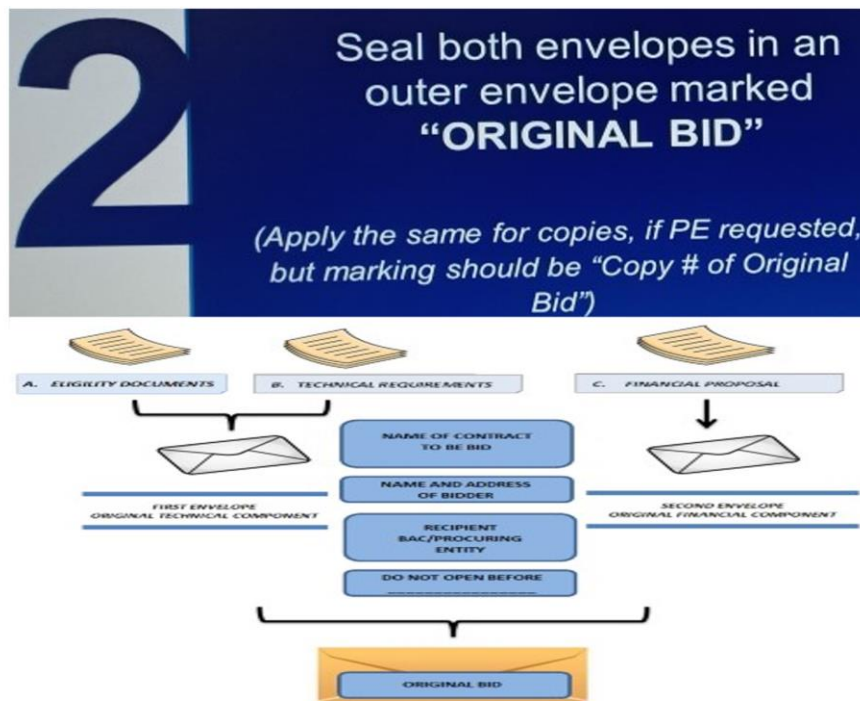 2
Seal both envelopes in an
outer envelope marked
“ORIGINAL BID”
(Apply the same for copies, if PE requested,
but marking should be “Copy # of Original
Bid”)
A. ELIGILITY DOCUMENTS
B. TECHNICAL REQUIREMENTS
C. FINANCIAL PROPOSAL
NAME OF CONTRACT
TO BE BID
NAME AND ADDRESS
OF BIDDER
FIRST ENVELOPE
ORIGINAL TECHNICAL COMPONENT
SECOND ENVELOPE
ORIGINAL FINANCIAL COMPONENT
RECIPIENT
BAC/PROCURING
ENTITY
DO NOT OPEN BEFORE
_________________
ORIGINAL BID